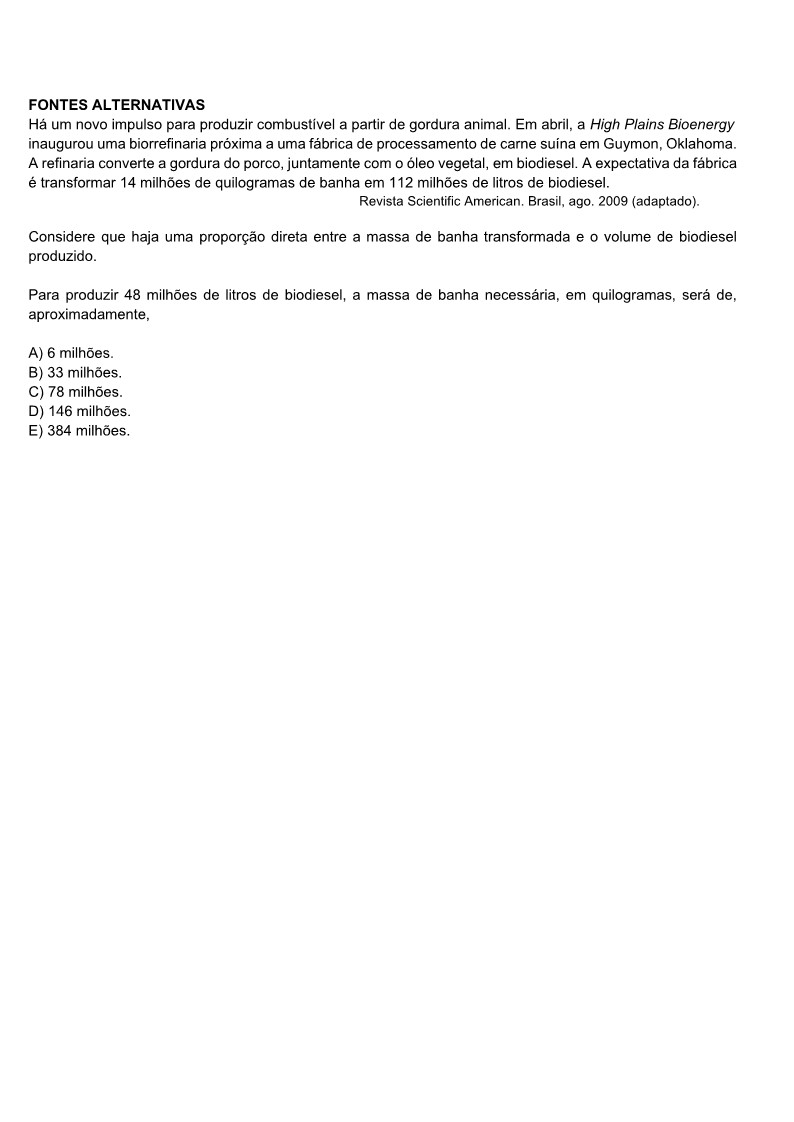 FONTES ALTERNATIVAS
Há um novo impulso para produzir combustível a partir de gordura animal. Em abril, a High Plains Bioenergy
inaugurou uma biorrefinaria próxima a uma fábrica de processamento de carne suína em Guymon, Oklahoma.
A refinaria converte a gordura do porco, juntamente com o óleo vegetal, em biodiesel. A expectativa da fábrica
é transformar 14 milhões de quilogramas de banha em 112 milhões de litros de biodiesel.
Revista Scientific American. Brasil, ago. 2009 (adaptado).
Considere que haja uma proporção direta entre a massa de banha transformada e o volume de biodiesel
produzido.
Para produzir 48 milhões de litros de biodiesel, a massa de banha necessária, em quilogramas, será de,
aproximadamente,
A) 6 milhões.
B) 33 milhões.
C) 78 milhões.
D) 146 milhões.
E) 384 milhões.